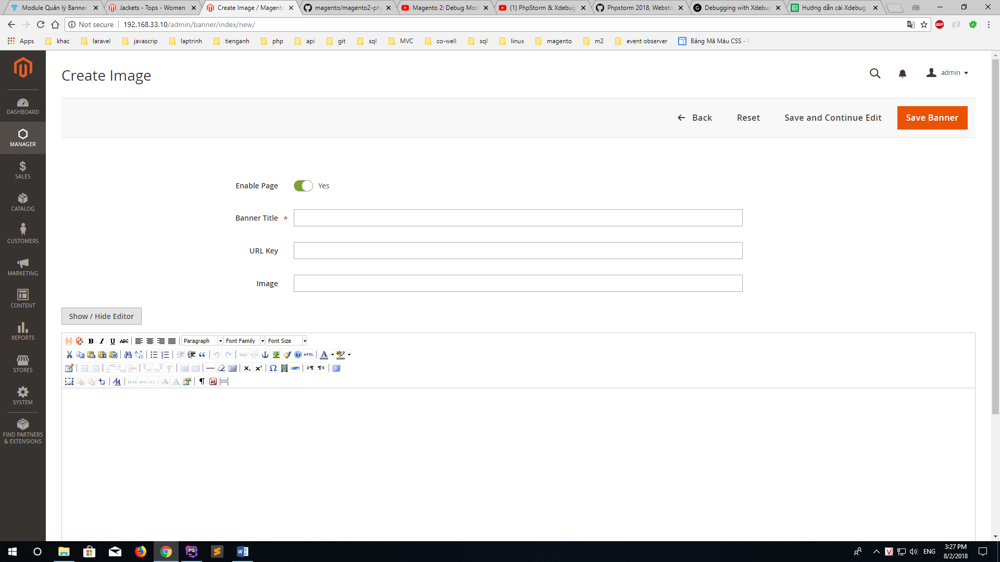 Module Quản lý Banner
Jackets - Tops - Women
Create Image / Magento
magento/magento2-ph
Magento 2: Debug Mod
(1) PhpStorm & Xdebug
Phpstorm 2018, Websto
Debugging with Xdebug
Hướng dẫn cài Xdebug
do
Not secure
192.168.33.10/admin/banner/index/new/
ABP
Apps
khac
laravel
javascrip
laptrinh
tienganh
php
api
git
sql
MVC
co-well
sql
linux
magento
m2
event observer
Bảng Mã Màu CSS -
Create Image
admin
DASHBOARD
MANAGER
SALES
CATALOG
CUSTOMERS
MARKETING
CONTENT
REPORTS
STORES
SYSTEM
FIND PARTNERS
& EXTENSIONS
Back
Reset
Save and Continue Edit
Save Banner
Enable Page
Yes
Banner Title *
URL Key
Image
Show / Hide Editor
B I U ABC
Paragraph
Font Family
Font Size
HTML
3:27 PM
ENG
8/2/2018